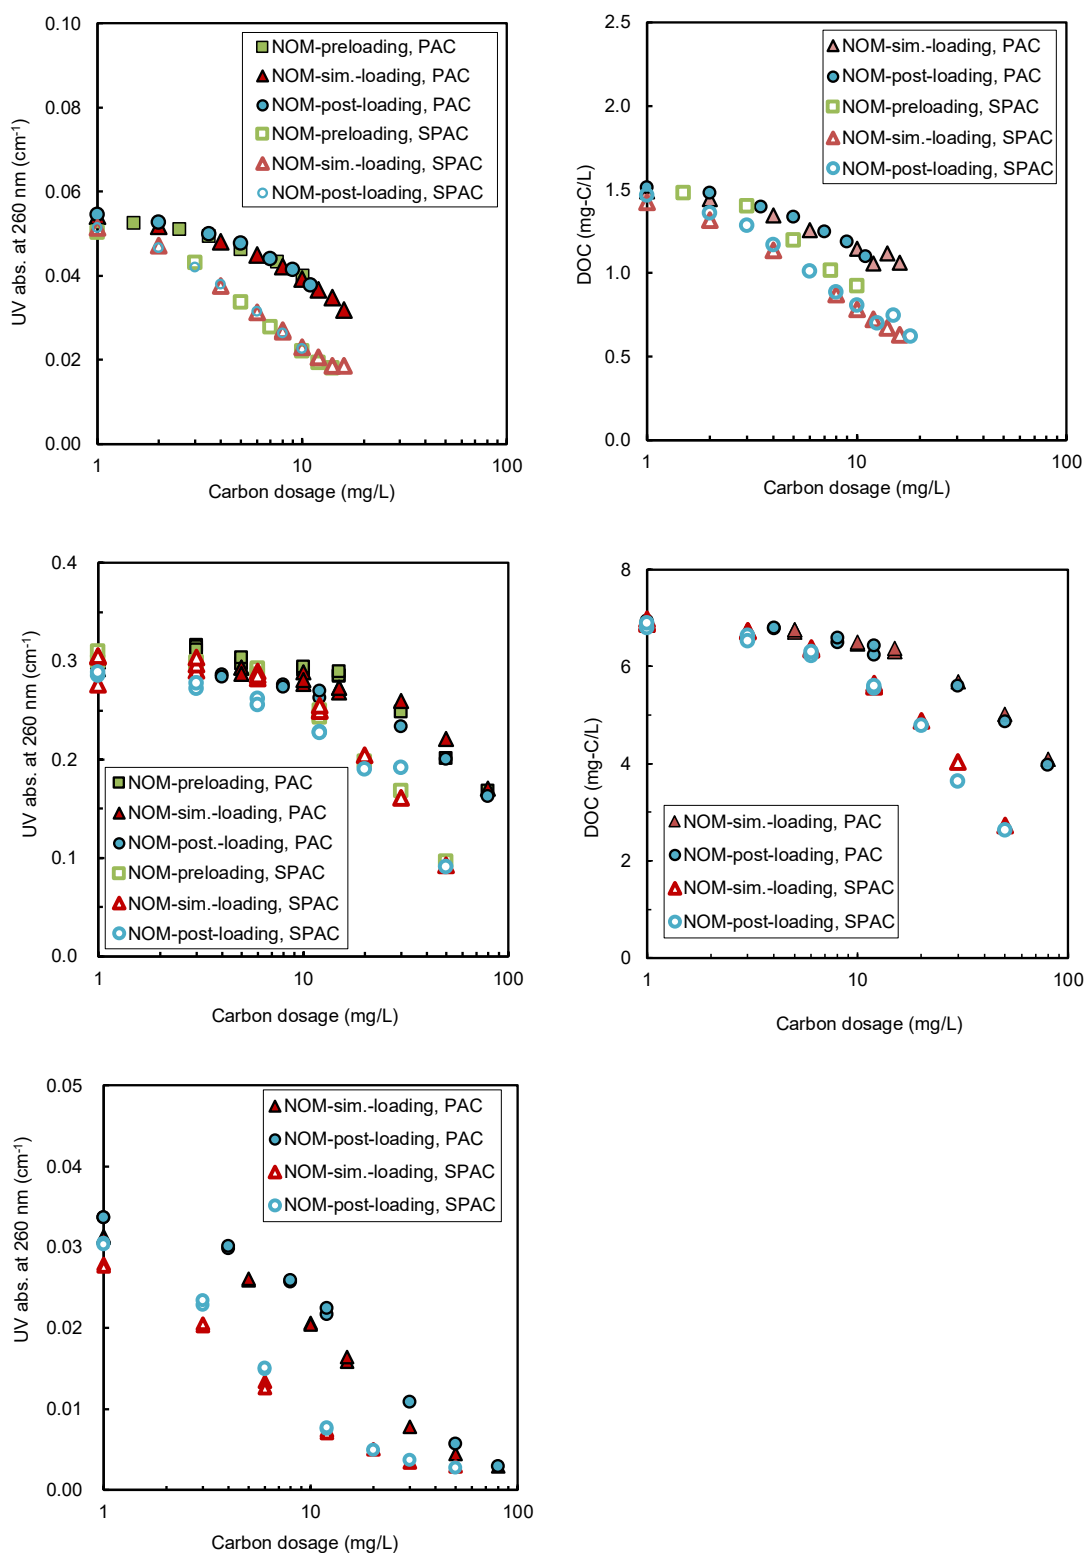 UV abs. at 260 nm (cm-1)
0.10
0.08
0.06
0.04
0.02
0.00
1
10
100
Carbon dosage (mg/L)
NOM-preloading, PAC
NOM-sim.-loading, PAC
NOM-post-loading, PAC
NOM-preloading, SPAC
NOM-sim.-loading, SPAC
NOM-post-loading, SPAC
DOC (mg-C/L)
2.5
2.0
1.5
1.0
0.5
0.0
1
10
100
Carbon dosage (mg/L)
NOM-sim.-loading, PAC
NOM-post-loading, PAC
NOM-preloading, SPAC
NOM-sim.-loading, SPAC
NOM-post-loading, SPAC
UV abs. at 260 nm (cm-1)
0.4
0.3
0.2
0.1
0.0
1
10
100
Carbon dosage (mg/L)
NOM-preloading, PAC
NOM-sim.-loading, PAC
NOM-post.-loading, PAC
NOM-preloading, SPAC
NOM-sim.-loading, SPAC
NOM-post-loading, SPAC
DOC (mg-C/L)
8
6
4
2
0
1
10
100
Carbon dosage (mg/L)
NOM-sim.-loading, PAC
NOM-post-loading, PAC
NOM-sim.-loading, SPAC
NOM-post-loading, SPAC
UV abs. at 260 nm (cm-1)
0.05
0.04
0.03
0.02
0.01
0.00
1
10
100
Carbon dosage (mg/L)
NOM-sim.-loading, PAC
NOM-post-loading, PAC
NOM-sim.-loading, SPAC
NOM-post-loading, SPAC